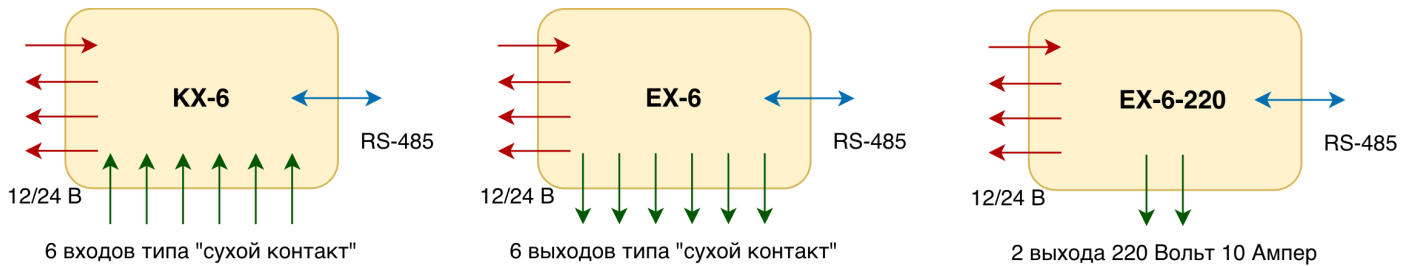 KX-6
RS-485
12/24 В
6 входов типа "сухой контакт"
EX-6
RS-485
12/24 В
6 выходов типа "сухой контакт"
EX-6-220
RS-485
12/24 В
2 выхода 220 Вольт 10 Ампер